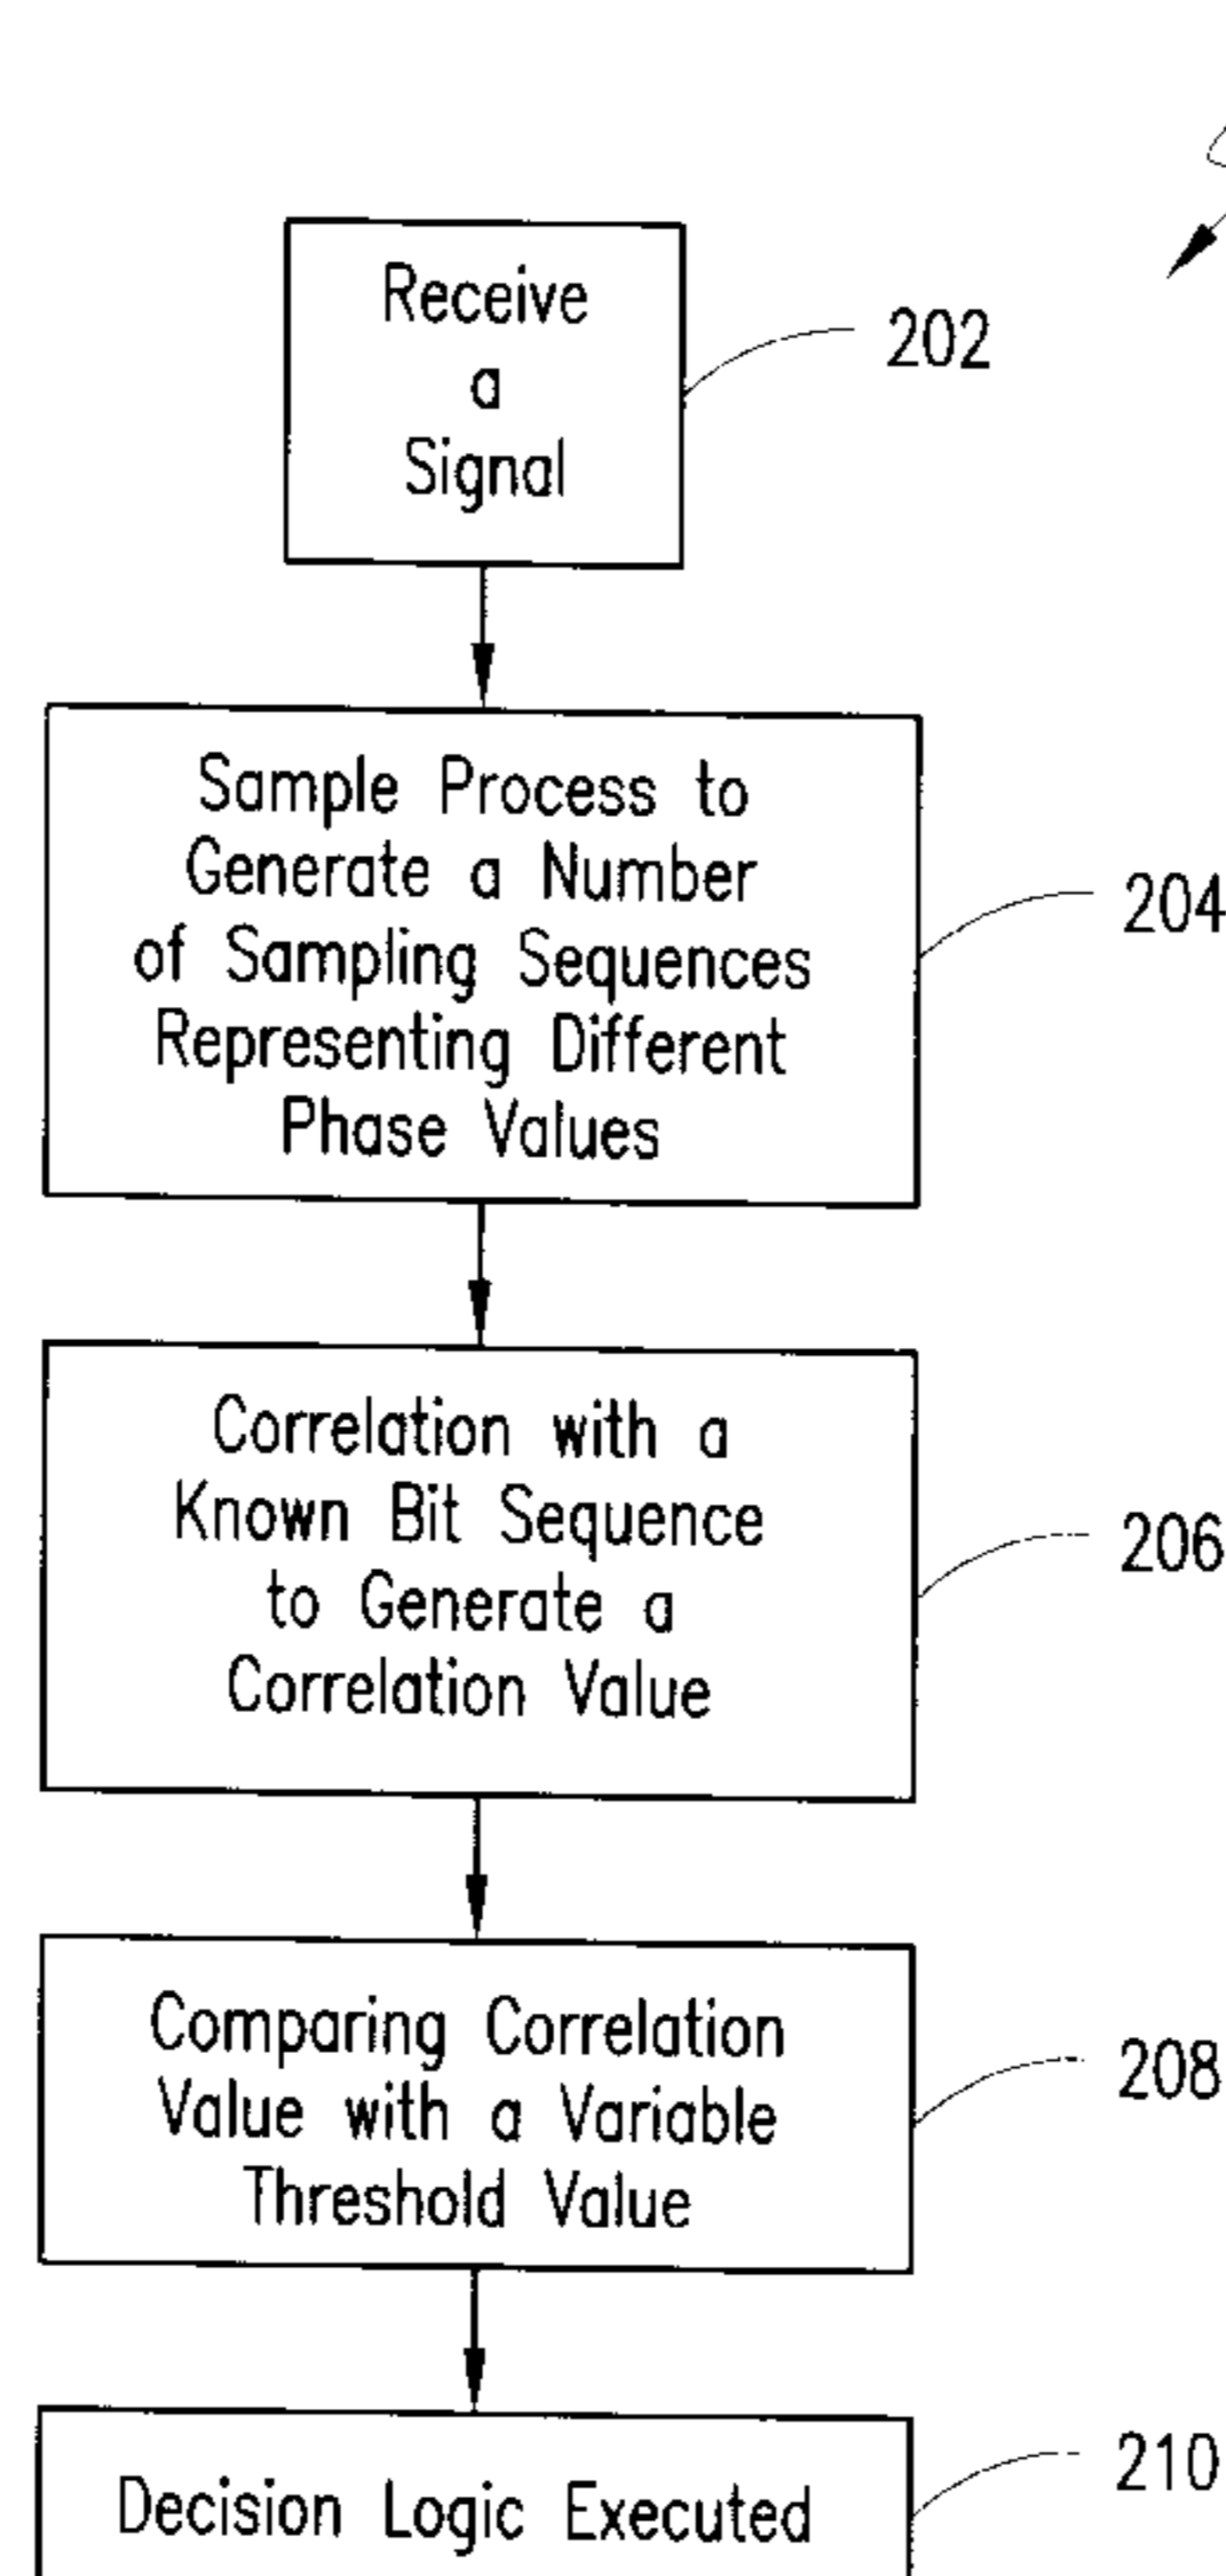 Receive
a
Signal
202
Sample Process to
Generate a Number
of Sampling Sequences
Representing Different
Phase Values
204
Correlation with a
Known Bit Sequence
to Generate a
Correlation Value
206
Comparing Correlation
Value with a Variable
Threshold Value
208
Decision Logic Executed
210